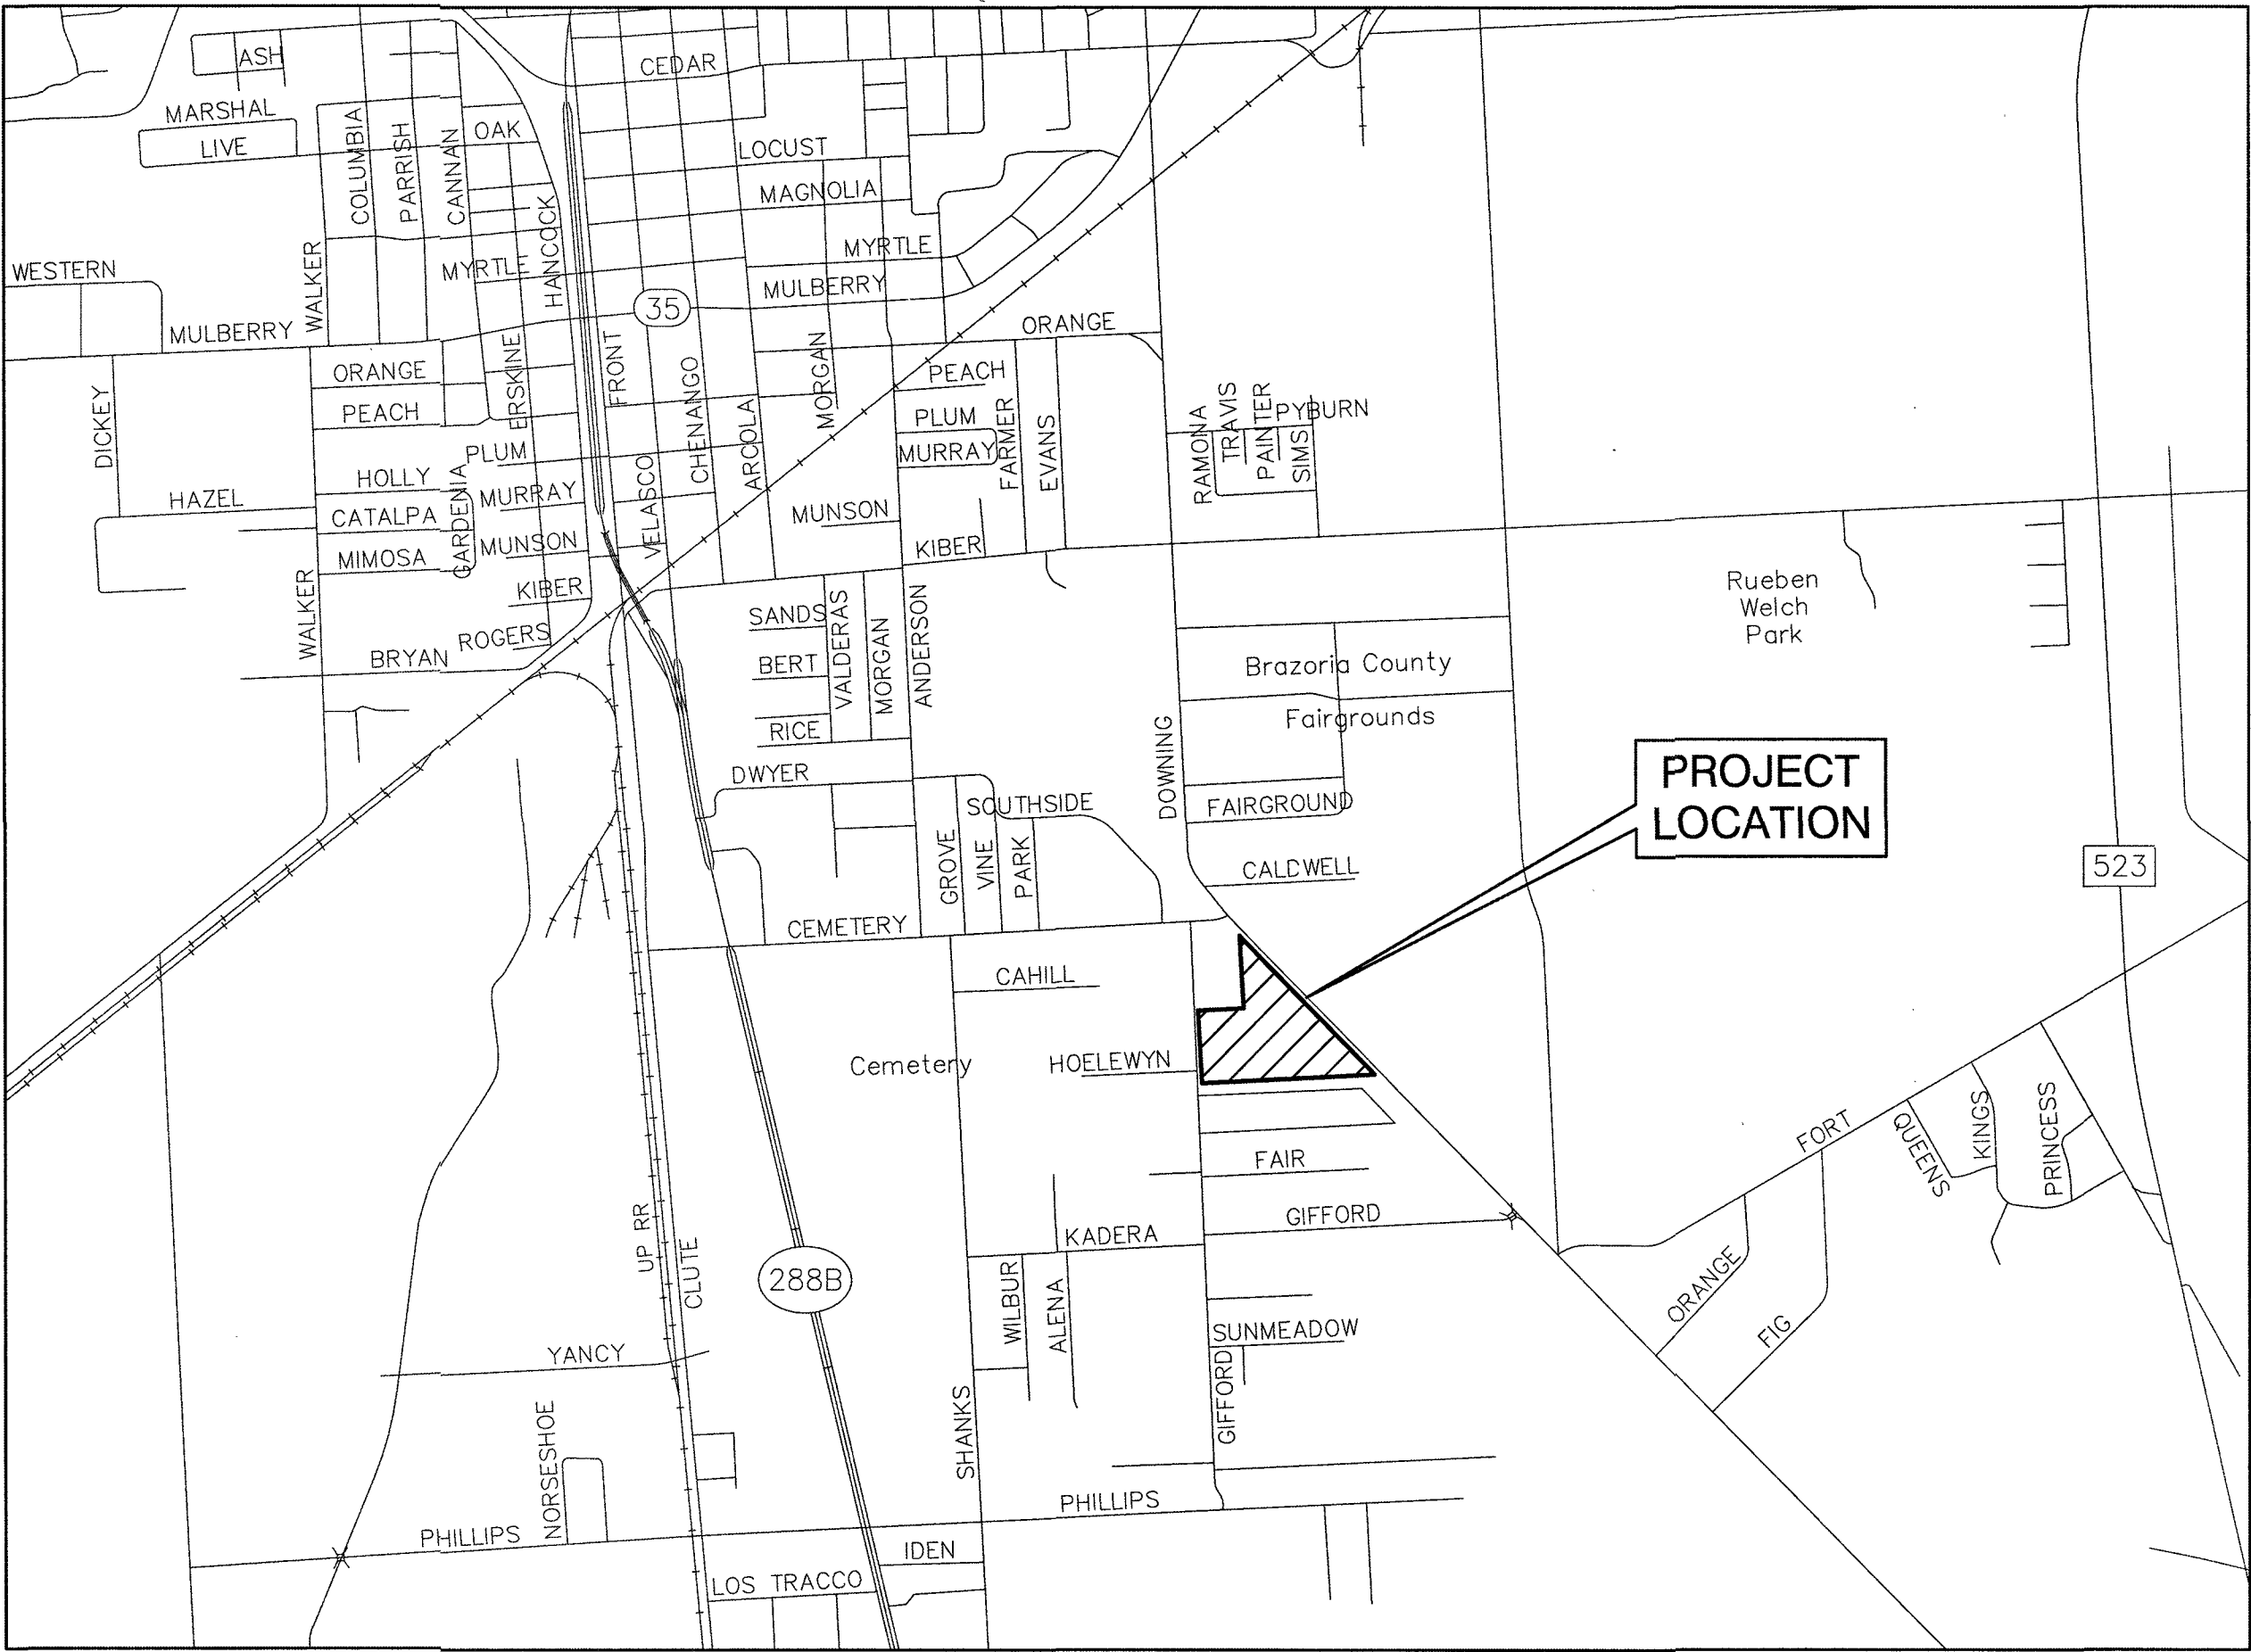 ASH
CEDAR
MARSHAL
LIVE
OAK
COLUMBIA
PARRISH
CANNAN
LOCUST
MAGNOLIA
HANCOCK
WALKER
MYRTLE
MYRTLE
WESTERN
MULBERRY
35
MULBERRY
ORANGE
ORANGE
PEACH
DICKEY
ERSKINE
FRONT
CHENANGO
ARCOLA
MORGAN
PEACH
PLUM
MURRAY
FARMER
EVANS
RAMONA
TRAVIS
PAINTER
SIMS
PYBURN
HOLLY
PLUM
HAZEL
CATALPA
MIMOSA
GARDENIA
MURRAY
MUNSON
VELASCO
MUNSON
KIBER
KIBER
WALKER
ROGERS
BRYAN
SANDS
BERT
RICE
VALDERAS
MORGAN
ANDERSON
Rueben
Welch
Park
Brazoria County
Fairgrounds
DOWNING
DWYER
SOUTHSIDE
FAIRGROUND
PROJECT
LOCATION
GROVE
VINE
PARK
CALDWELL
523
CEMETERY
CAHILL
Cemetery
HOELEWYN
FORT
QUEENS
KINGS
PRINCESS
FAIR
GIFFORD
KADERA
UP RR
CLUTE
288B
WILBUR
ALENA
ORANGE
FIG
SUNMEADOW
YANCY
GIFFORD
SHANKS
NORSESHOE
PHILLIPS
PHILLIPS
IDEN
LOS TRACCO